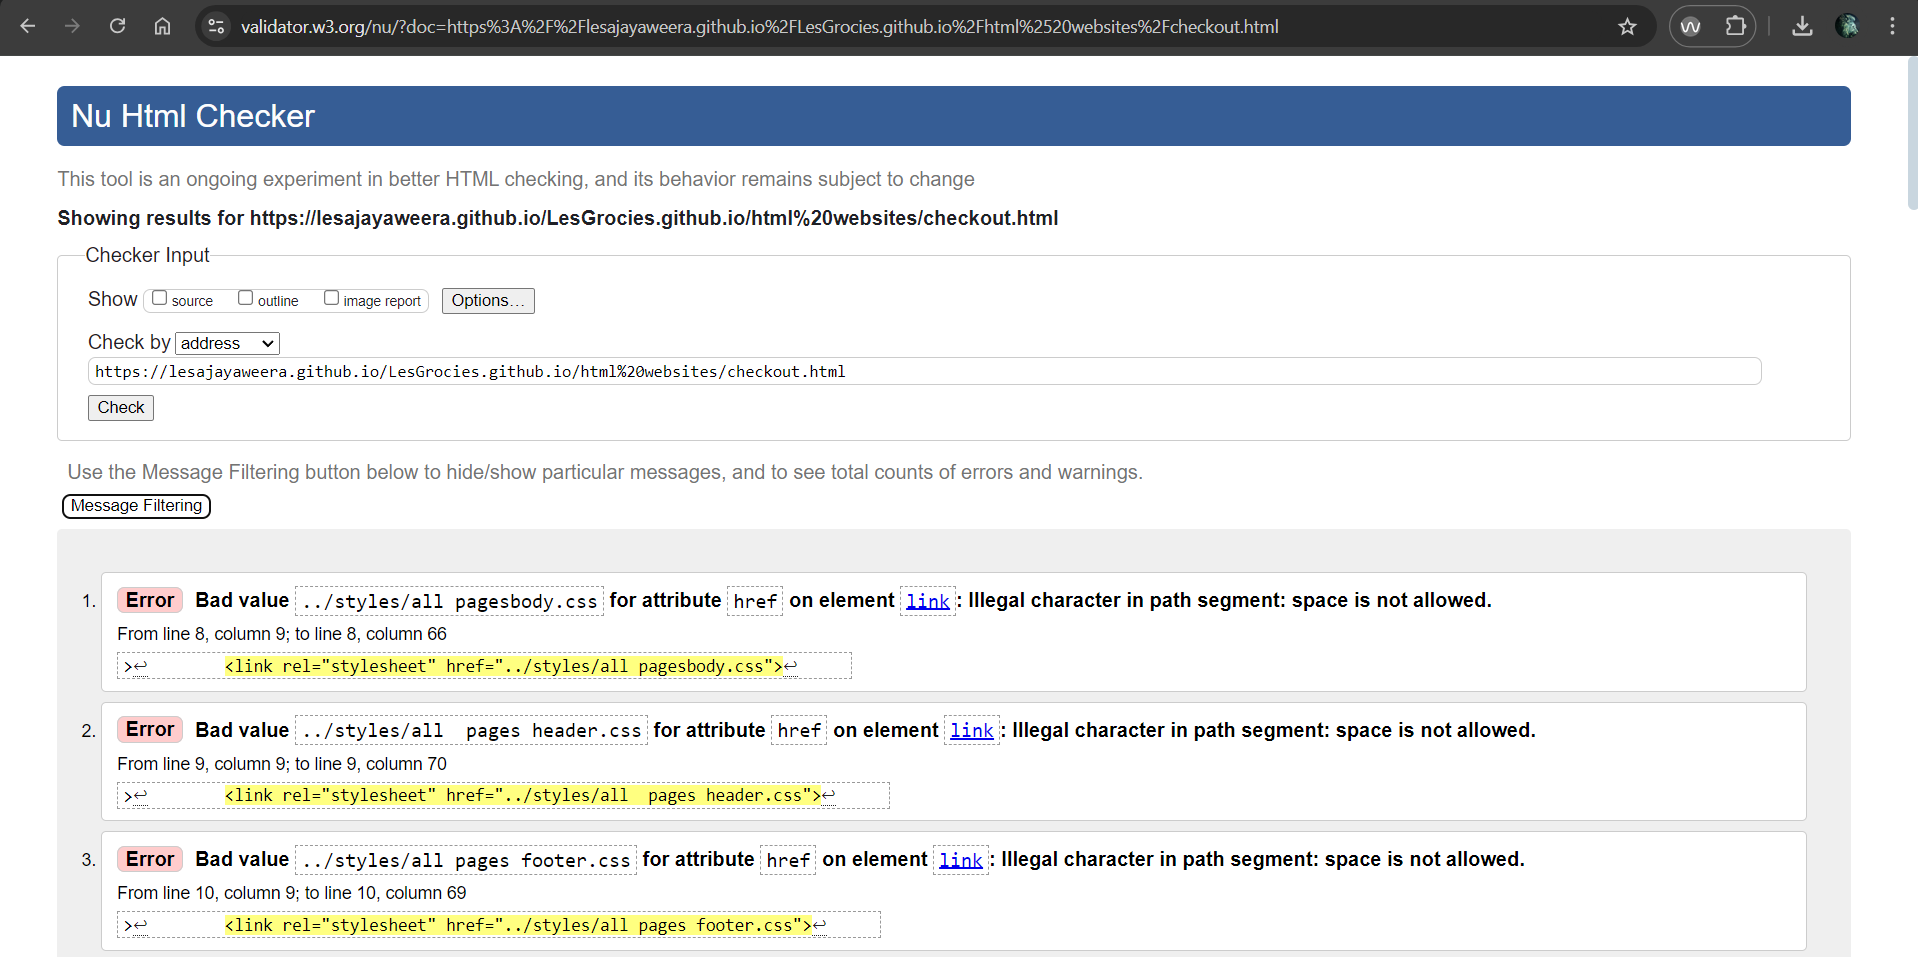 validator.w3.org/nu/?doc=https%3A%2F%2Flesajayaweera.github.io%2FLesGrocies.github.io%2Fhtml%2520websites%2Fcheckout.html
Nu Html Checker
This tool is an ongoing experiment in better HTML checking, and its behavior remains subject to change
Showing results for https://lesajayaweera.github.io/LesGrocies.github.io/html%20websites/checkout.html
Checker Input
Show source outline image report Options...
Check by address
https://lesajayaweera.github.io/LesGrocies.github.io/html%20websites/checkout.html
Check
Use the Message Filtering button below to hide/show particular messages, and to see total counts of errors and warnings.
Message Filtering
1. Error Bad value ../styles/all pagesbody.css for attribute href on element link: Illegal character in path segment: space is not allowed.
From line 8, column 9; to line 8, column 66
>↩ <link rel="stylesheet" href="../styles/all pagesbody.css">↩
2. Error Bad value ../styles/all  pages header.css for attribute href on element link: Illegal character in path segment: space is not allowed.
From line 9, column 9; to line 9, column 70
>↩ <link rel="stylesheet" href="../styles/all  pages header.css">↩
3. Error Bad value ../styles/all pages footer.css for attribute href on element link: Illegal character in path segment: space is not allowed.
From line 10, column 9; to line 10, column 69
>↩ <link rel="stylesheet" href="../styles/all pages footer.css">↩